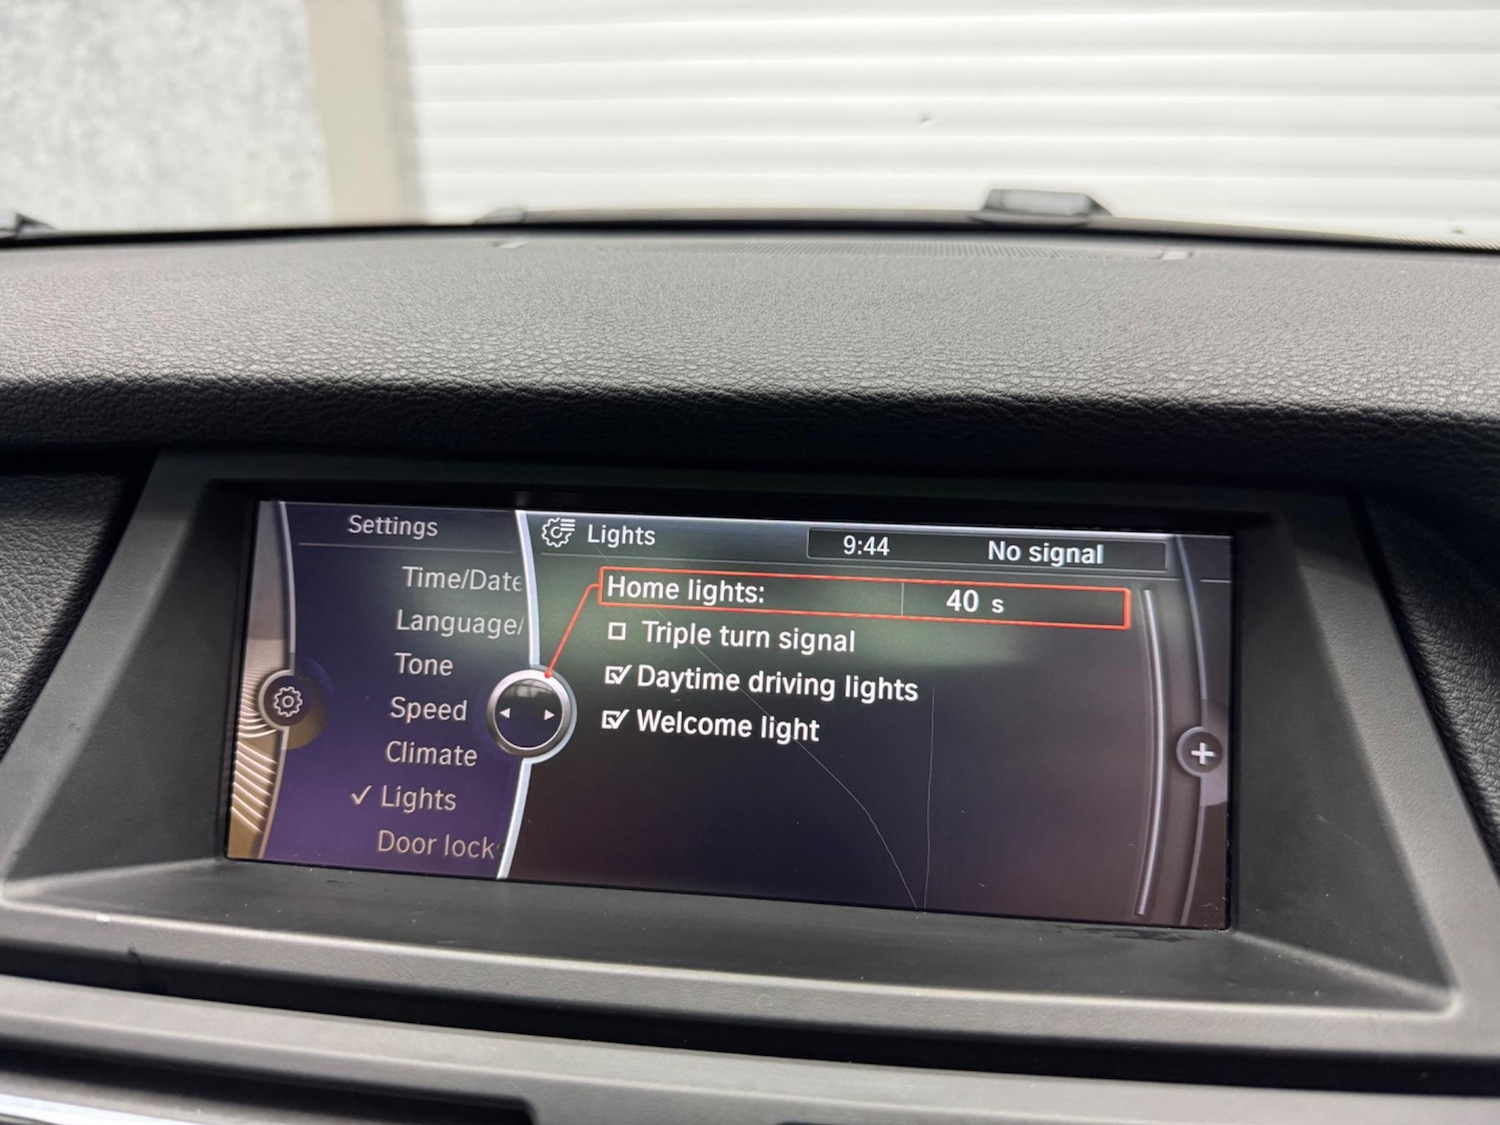 Settings
Time/Date
Language/
Tone
Speed
Climate
Lights
Door lock
Lights
9:44 No signal
Home lights: 40 s
Triple turn signal
Daytime driving lights
Welcome light